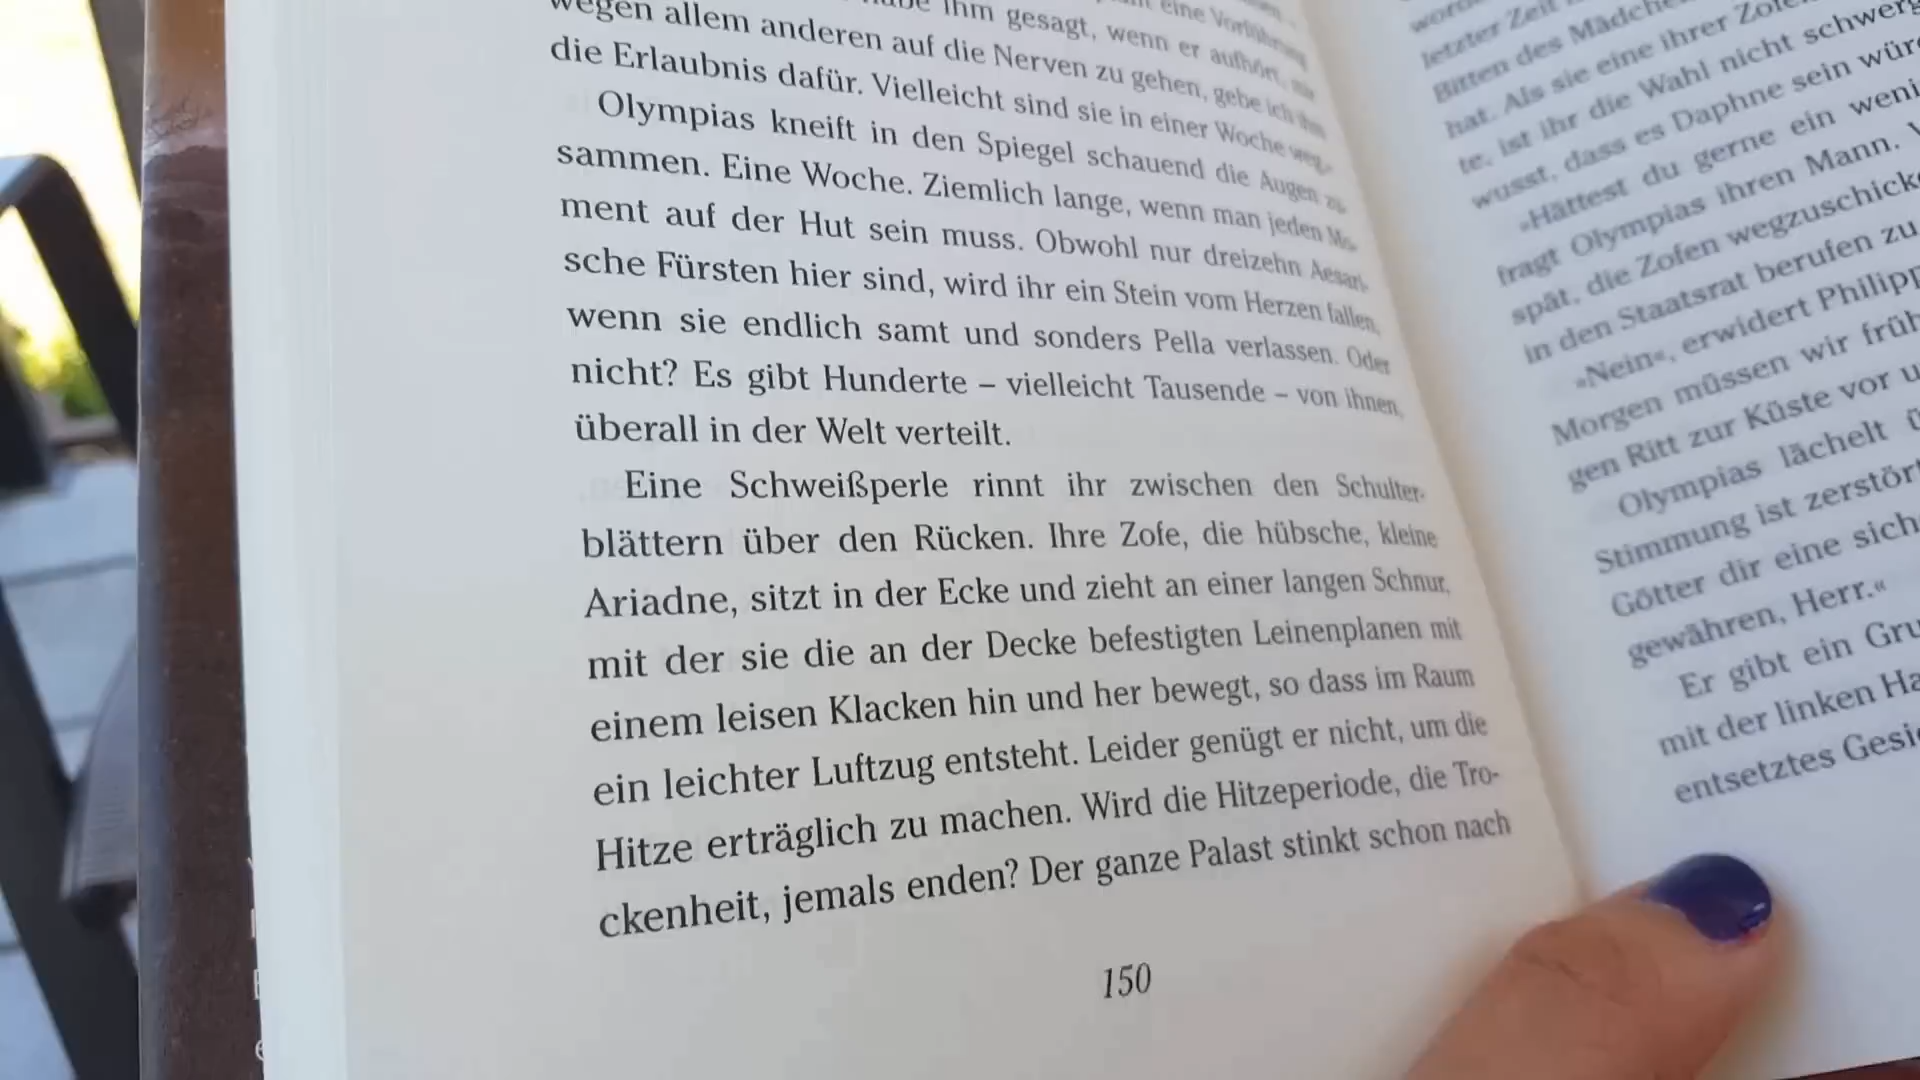 wegen allem anderen auf die Nerven zu gehen, gebe ich ihm
die Erlaubnis dafür. Vielleicht sind sie in einer Woche weg.«
Olympias kneift in den Spiegel schauend die Augen zu-
sammen. Eine Woche. Ziemlich lange, wenn man jeden Mo-
ment auf der Hut sein muss. Obwohl nur dreizehn Aesari-
sche Fürsten hier sind, wird ihr ein Stein vom Herzen fallen,
wenn sie endlich samt und sonders Pella verlassen. Oder
nicht? Es gibt Hunderte – vielleicht Tausende – von ihnen,
überall in der Welt verteilt.
Eine Schweißperle rinnt ihr zwischen den Schulter-
blättern über den Rücken. Ihre Zofe, die hübsche, kleine
Ariadne, sitzt in der Ecke und zieht an einer langen Schnur,
mit der sie die an der Decke befestigten Leinenplanen mit
einem leisen Klacken hin und her bewegt, so dass im Raum
ein leichter Luftzug entsteht. Leider genügt er nicht, um die
Hitze erträglich zu machen. Wird die Hitzeperiode, die Tro-
ckenheit, jemals enden? Der ganze Palast stinkt schon nach
150
letzter Zeit
Bitten des Mädchen
hat. Als sie eine ihrer Zofen
te, ist ihr die Wahl nicht schwerg
wusst, dass es Daphne sein würd
»Hättest du gerne ein weni
fragt Olympias ihren Mann.
spät, die Zofen wegzuschicke
in den Staatsrat berufen zu
»Nein«, erwidert Philipp
Morgen müssen wir früh
gen Ritt zur Küste vor u
Olympias lächelt ü
Stimmung ist zerstört
Götter dir eine sich
gewähren, Herr.«
Er gibt ein Gru
mit der linken Ha
entsetztes Gesic